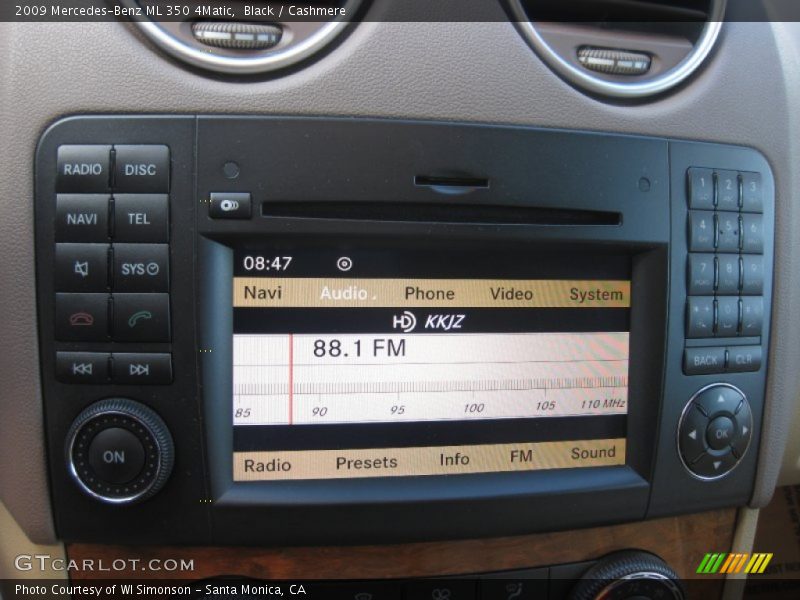 2009 Mercedes-Benz ML 350 4Matic, Black / Cashmere
RADIO DISC
NAVI TEL
SYS
ON
08:47
Navi Audio Phone Video System
HD KKJZ
88.1 FM
85 90 95 100 105 110 MHz
Radio Presets Info FM Sound
1 2 3
4 5 6
7 8 9
* 0 #
BACK CLR
OK
GTCARLOT.COM
Photo Courtesy of WI Simonson - Santa Monica, CA